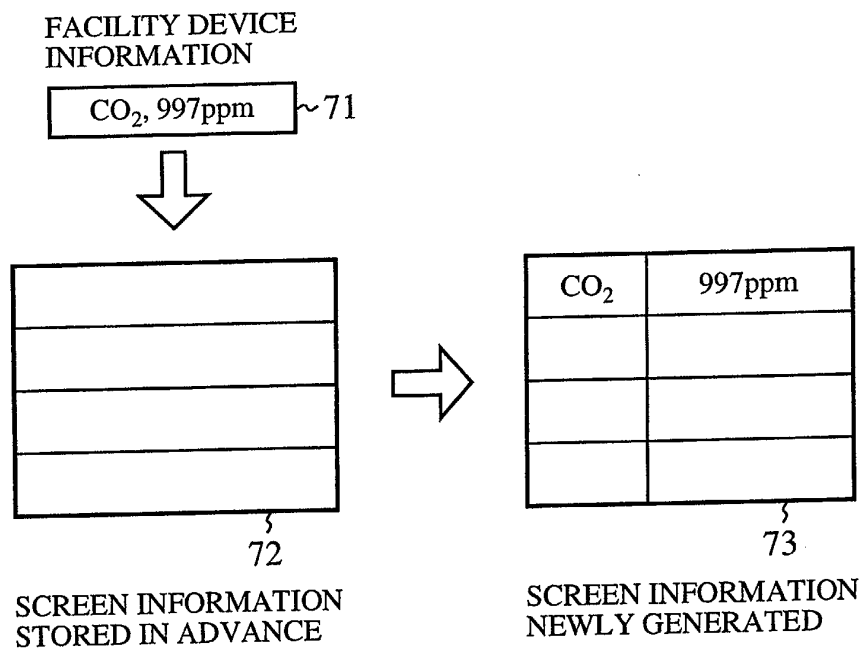 FACILITY DEVICE
INFORMATION
CO₂, 997ppm
71
CO₂
997ppm
72
73
SCREEN INFORMATION
STORED IN ADVANCE
SCREEN INFORMATION
NEWLY GENERATED